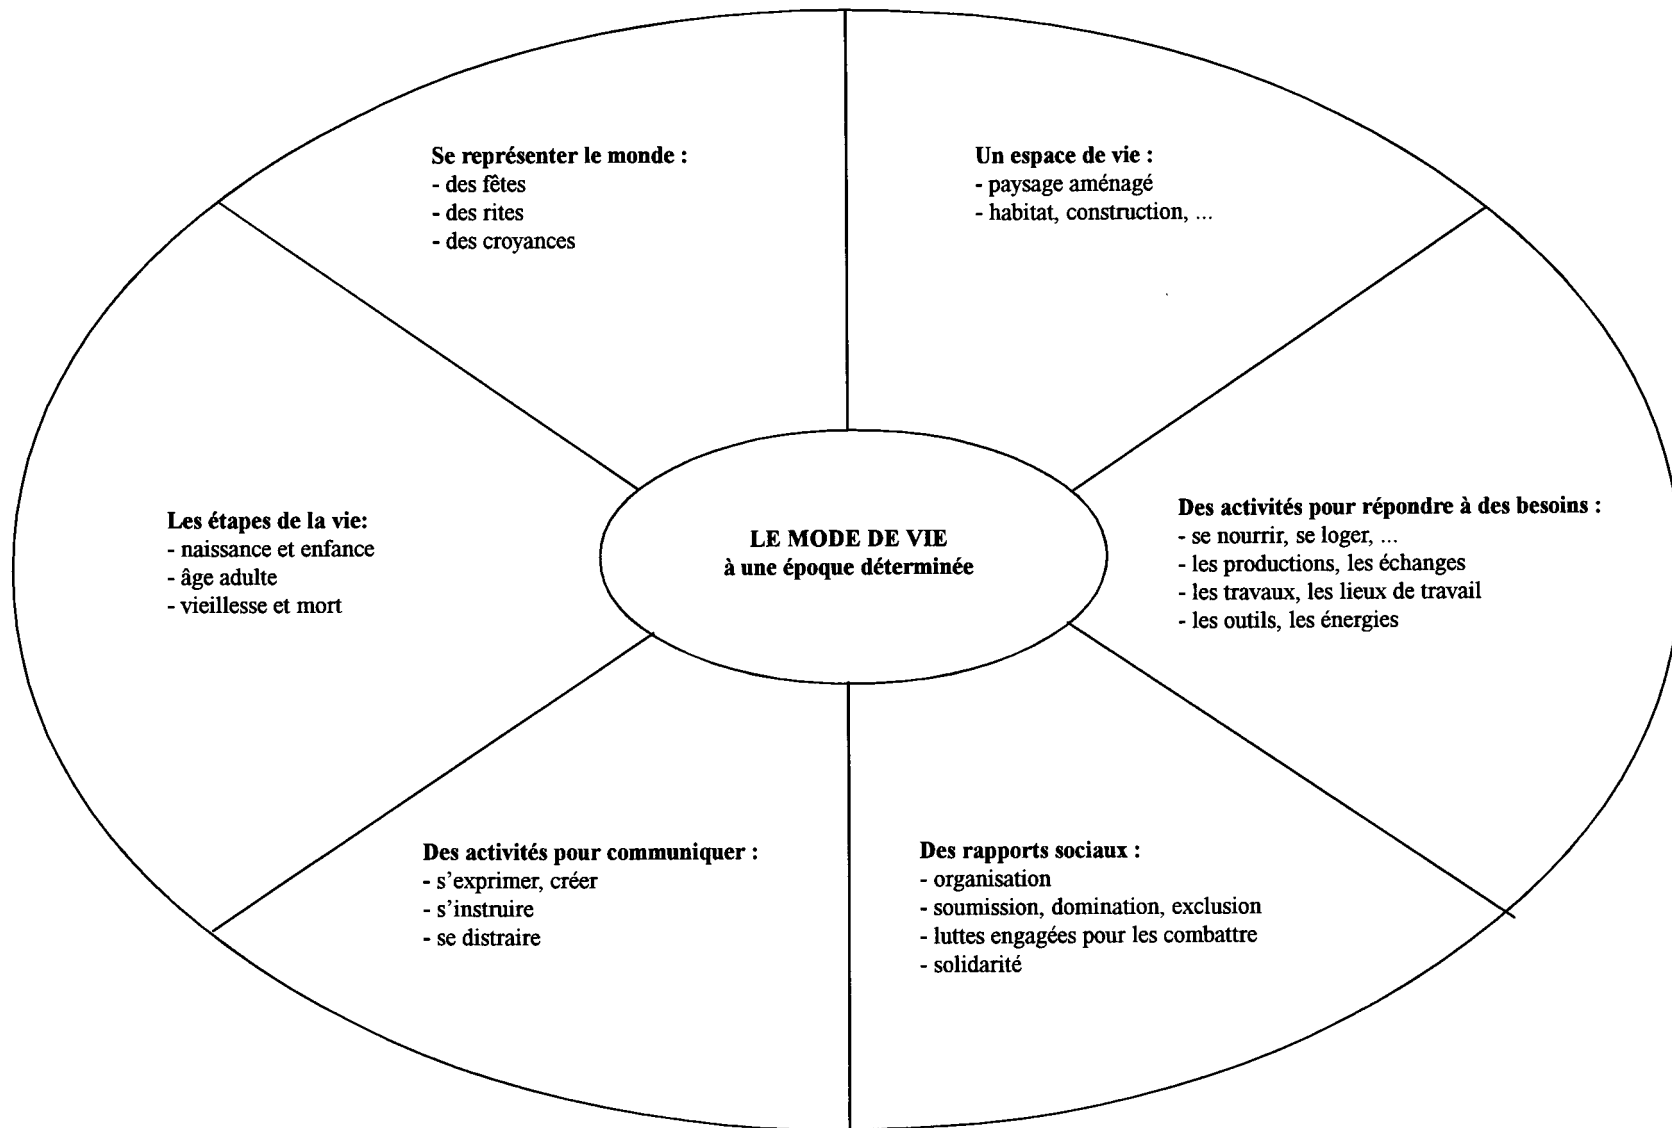 Se représenter le monde :
- des fêtes
- des rites
- des croyances
Un espace de vie :
- paysage aménagé
- habitat, construction, ...
Les étapes de la vie:
- naissance et enfance
- âge adulte
- vieillesse et mort
LE MODE DE VIE
à une époque déterminée
Des activités pour répondre à des besoins :
- se nourrir, se loger, ...
- les productions, les échanges
- les travaux, les lieux de travail
- les outils, les énergies
Des activités pour communiquer :
- s'exprimer, créer
- s'instruire
- se distraire
Des rapports sociaux :
- organisation
- soumission, domination, exclusion
- luttes engagées pour les combattre
- solidarité